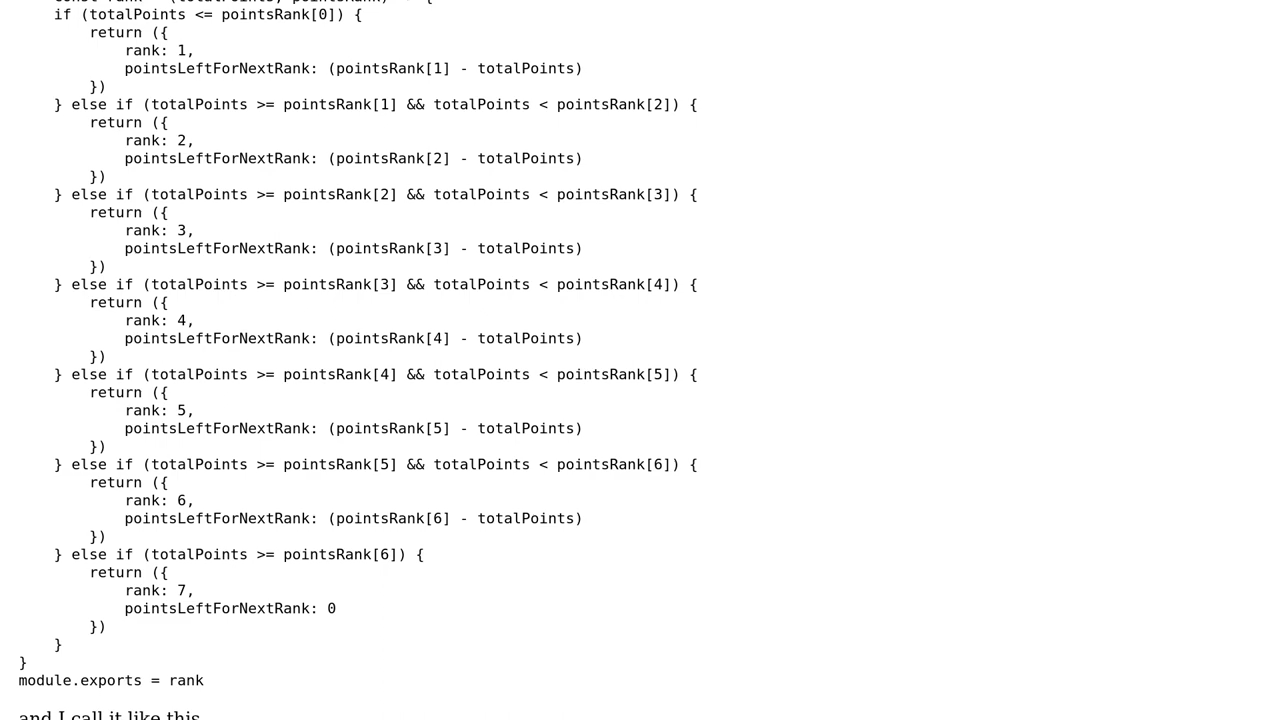 if (totalPoints <= pointsRank[0]) {
return ({
rank: 1,
pointsLeftForNextRank: (pointsRank[1] - totalPoints)
})
} else if (totalPoints >= pointsRank[1] && totalPoints < pointsRank[2]) {
return ({
rank: 2,
pointsLeftForNextRank: (pointsRank[2] - totalPoints)
})
} else if (totalPoints >= pointsRank[2] && totalPoints < pointsRank[3]) {
return ({
rank: 3,
pointsLeftForNextRank: (pointsRank[3] - totalPoints)
})
} else if (totalPoints >= pointsRank[3] && totalPoints < pointsRank[4]) {
return ({
rank: 4,
pointsLeftForNextRank: (pointsRank[4] - totalPoints)
})
} else if (totalPoints >= pointsRank[4] && totalPoints < pointsRank[5]) {
return ({
rank: 5,
pointsLeftForNextRank: (pointsRank[5] - totalPoints)
})
} else if (totalPoints >= pointsRank[5] && totalPoints < pointsRank[6]) {
return ({
rank: 6,
pointsLeftForNextRank: (pointsRank[6] - totalPoints)
})
} else if (totalPoints >= pointsRank[6]) {
return ({
rank: 7,
pointsLeftForNextRank: 0
})
}
}
module.exports = rank
and I call it like this